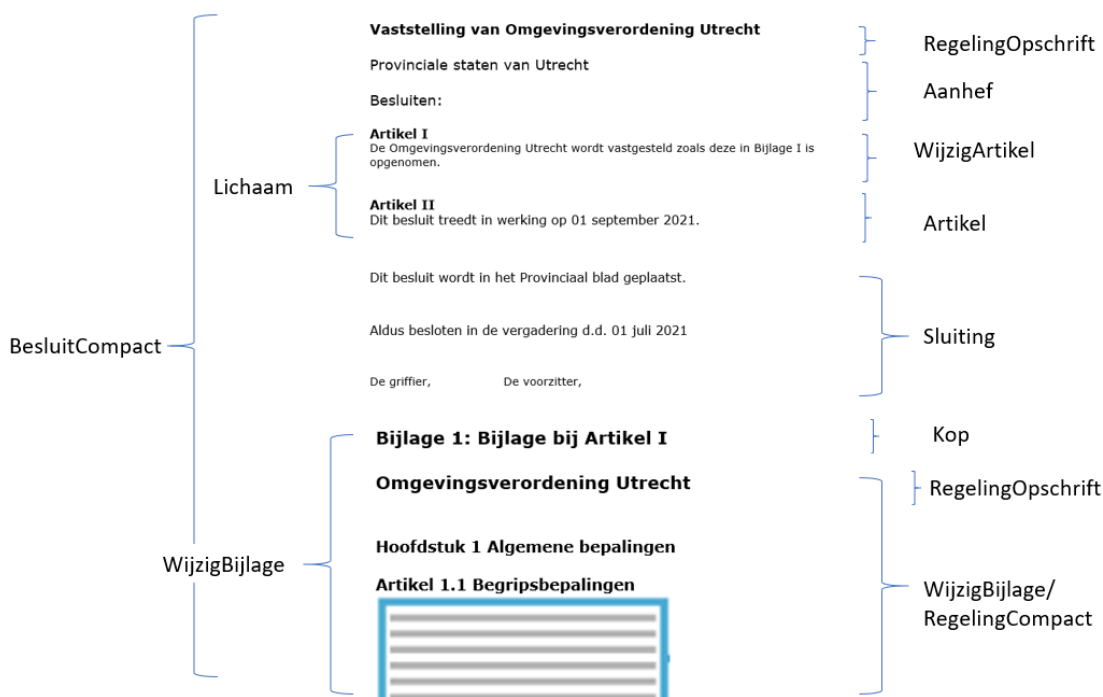 Vaststelling van Omgevingsverordening Utrecht
RegelingOpschrift
Provinciale staten van Utrecht
Aanhef
Besluiten:
Artikel I
De Omgevingsverordening Utrecht wordt vastgesteld zoals deze in Bijlage I is
opgenomen.
WijzigArtikel
Lichaam
Artikel II
Dit besluit treedt in werking op 01 september 2021.
Artikel
Dit besluit wordt in het Provinciaal blad geplaatst.
Aldus besloten in de vergadering d.d. 01 juli 2021
Sluiting
BesluitCompact
De griffier, De voorzitter,
Bijlage 1: Bijlage bij Artikel I
Kop
Omgevingsverordening Utrecht
RegelingOpschrift
Hoofdstuk 1 Algemene bepalingen
WijzigBijlage
Artikel 1.1 Begripsbepalingen
WijzigBijlage/
RegelingCompact